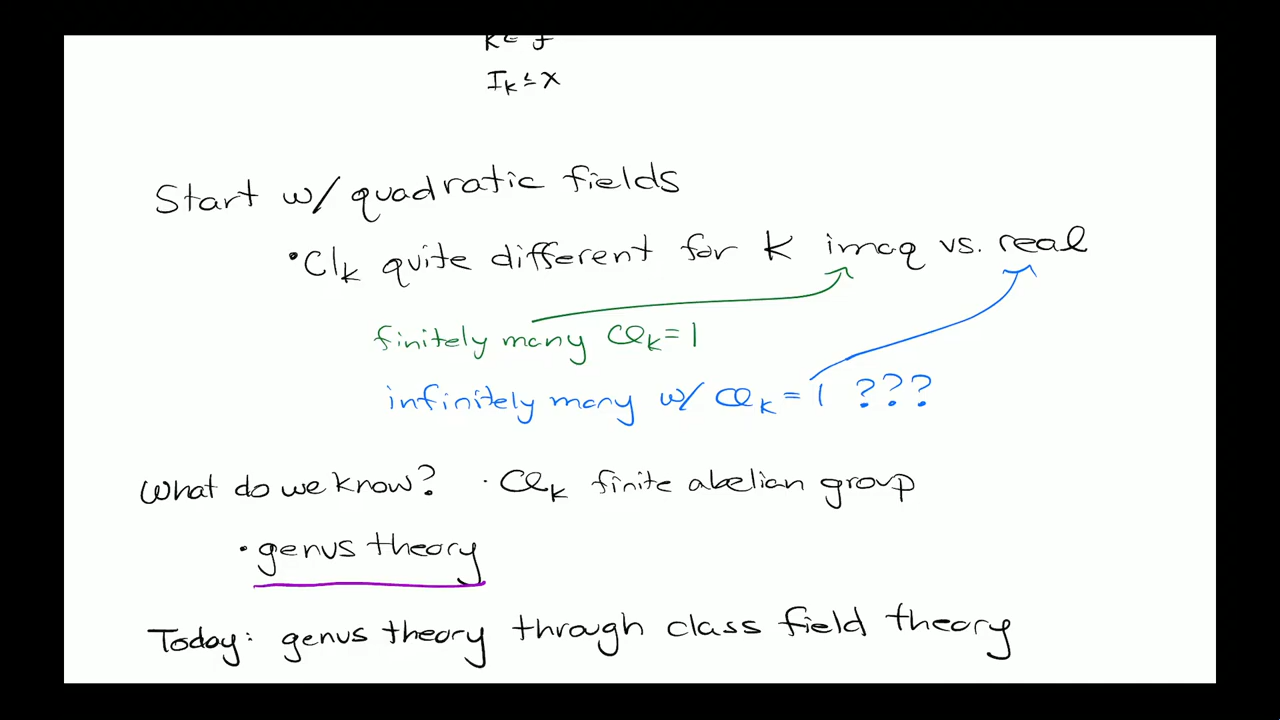 K∈ F
I_K ≤ X
Start w/ quadratic fields
• Cl_K quite different for K imag vs. real
finitely many Cl_K = 1
infinitely many w/ Cl_K = 1 ???
What do we know? · Cl_K finite abelian group
• genus theory
Today: genus theory through class field theory